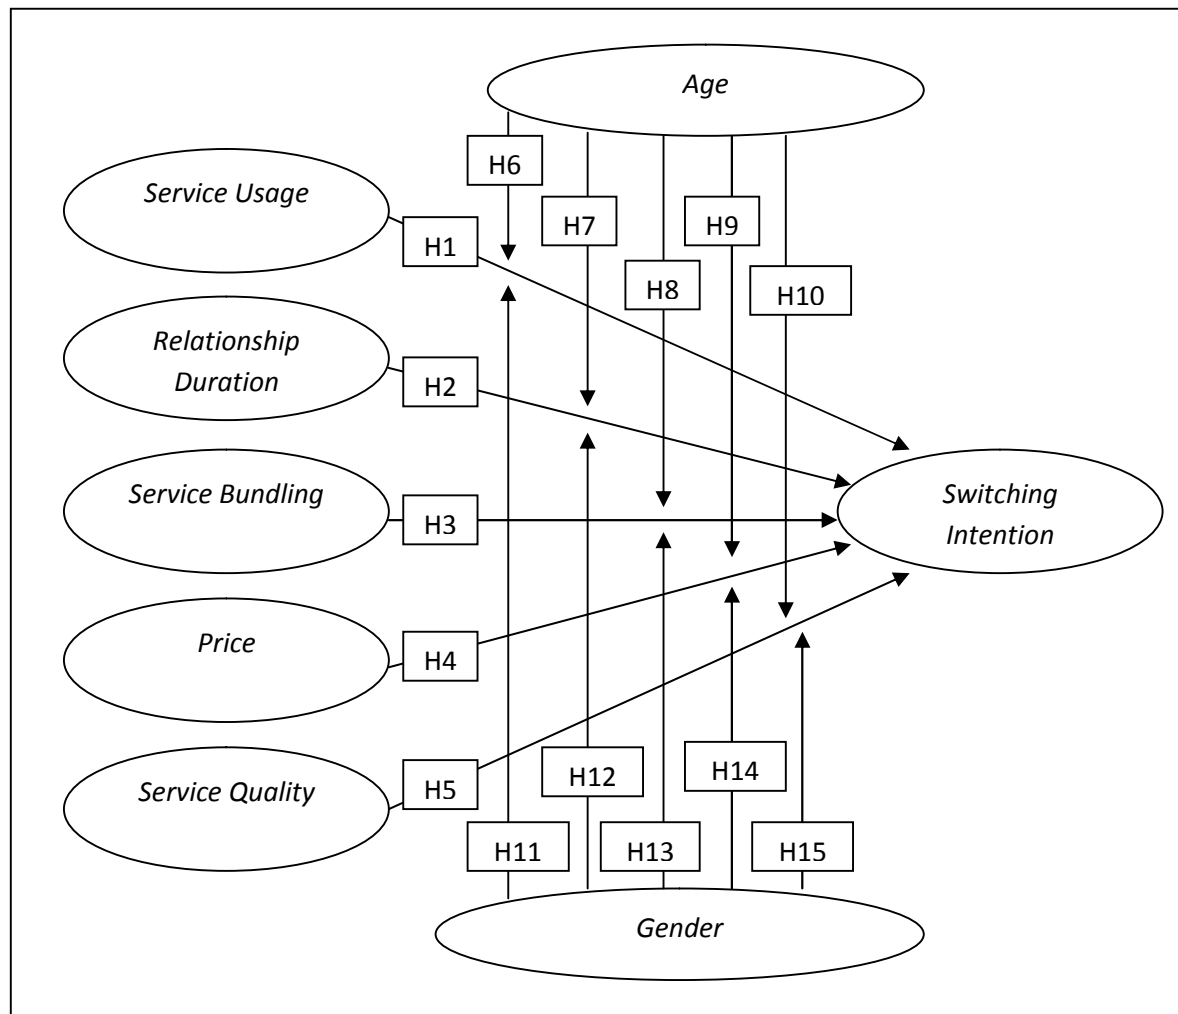 Age
H6
Service Usage
H7
H9
H1
H8
H10
Relationship
Duration
H2
Service Bundling
Switching
Intention
H3
Price
H4
H14
Service Quality
H12
H5
H11
H13
H15
Gender